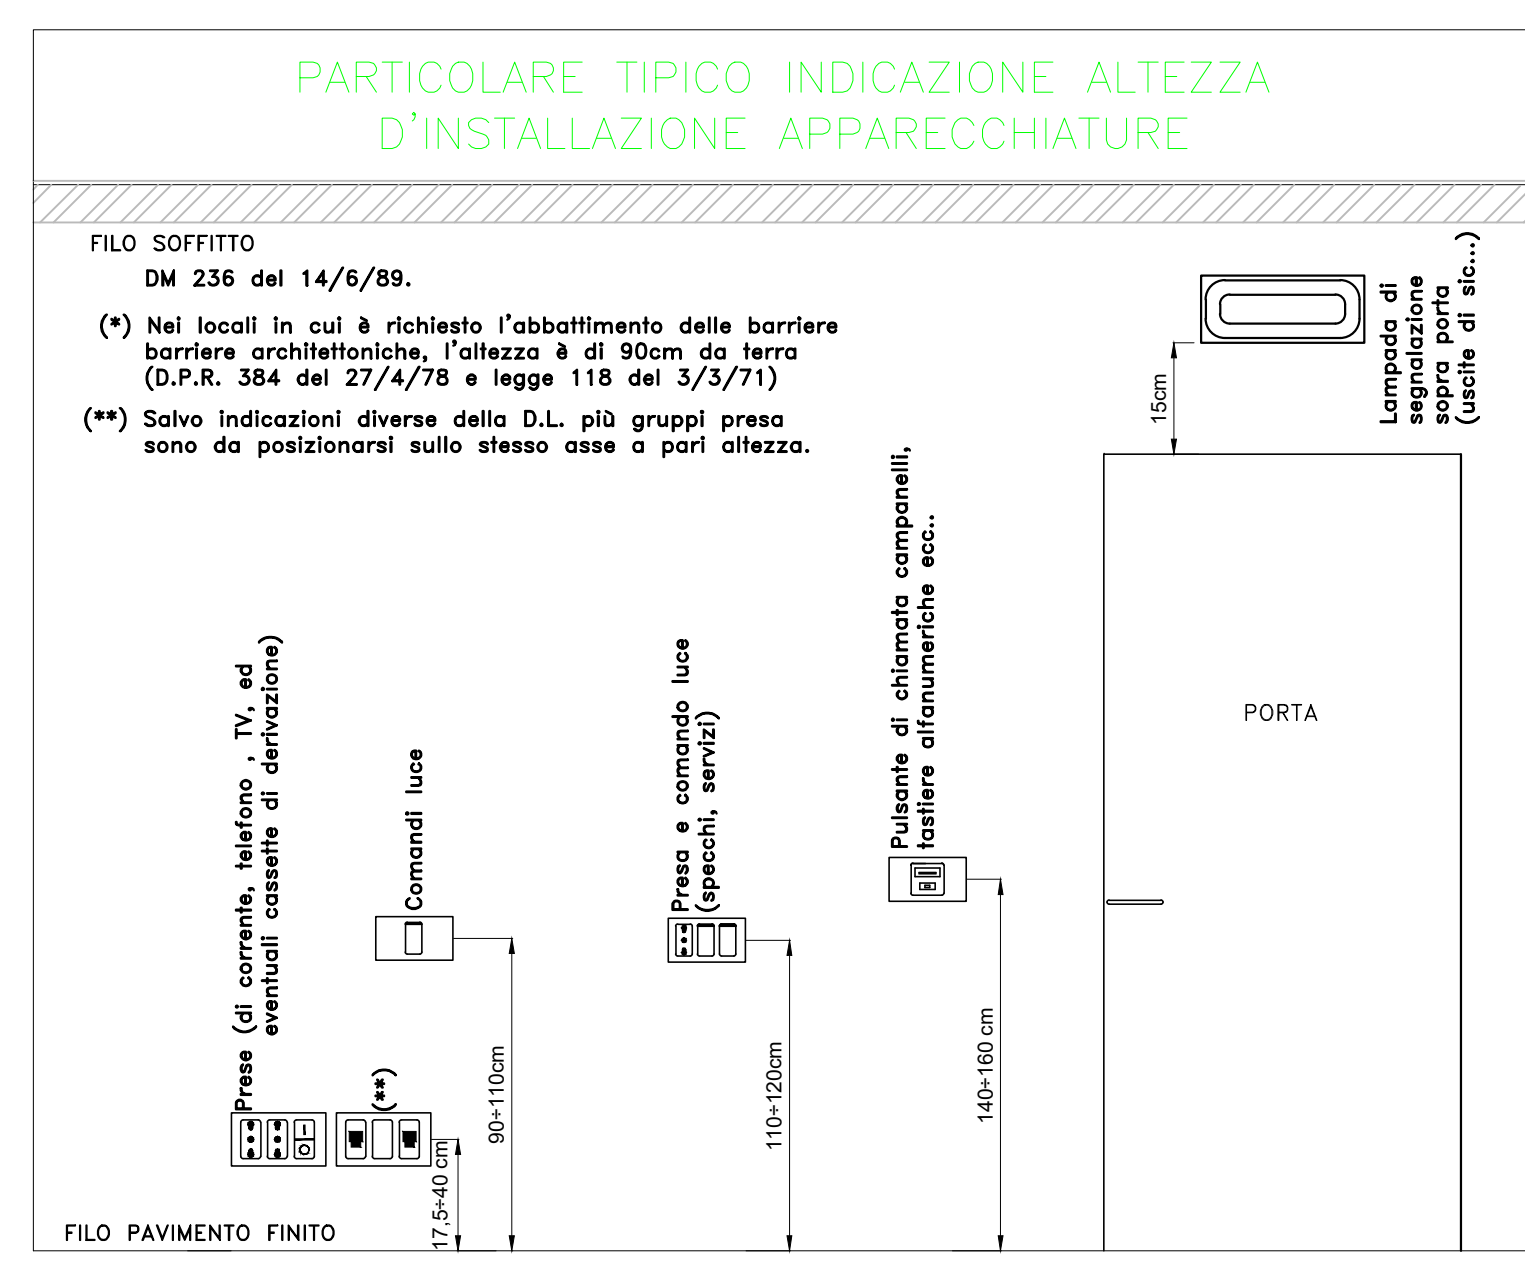 PARTICOLARE TIPICO INDICAZIONE ALTEZZA
D'INSTALLAZIONE APPARECCHIATURE
FILO SOFFITTO
DM 236 del 14/6/89.
(*) Nei locali in cui è richiesto l'abbattimento delle barriere
barriere architettoniche, l'altezza è di 90cm da terra
(D.P.R. 384 del 27/4/78 e legge 118 del 3/3/71)
(**) Salvo indicazioni diverse della D.L. più gruppi presa
sono da posizionarsi sullo stesso asse a pari altezza.
Lampada di
segnalazione
sopra porta
(uscite di sic...)
15cm
Prese (di corrente, telefono , TV, ed
eventuali cassette di derivazione)
(**)
17,5÷40 cm
Comandi luce
90÷110cm
Presa e comando luce
(specchi, servizi)
110÷120cm
Pulsante di chiamata campanelli,
tastiere alfanumeriche ecc..
140÷160 cm
PORTA
FILO PAVIMENTO FINITO